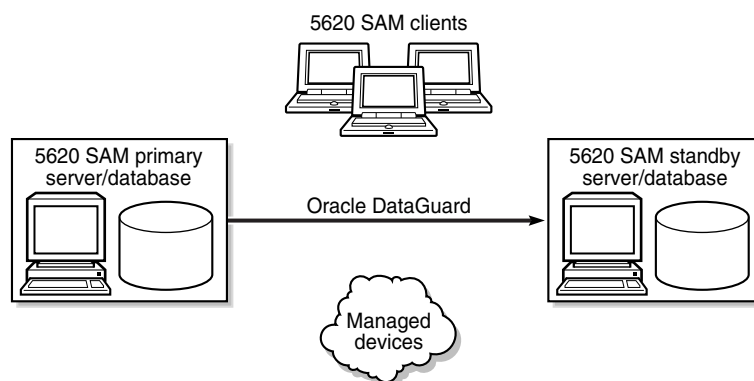 5620 SAM clients
5620 SAM primary
server/database
5620 SAM standby
server/database
Oracle DataGuard
Managed
devices